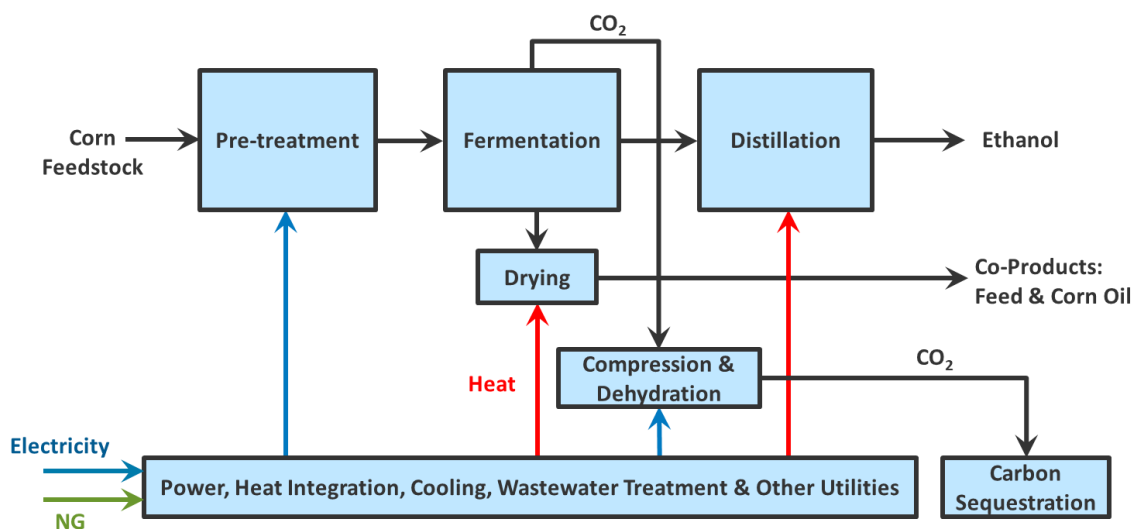 CO₂
Corn
Feedstock
Pre-treatment
Fermentation
Distillation
Ethanol
Drying
Co-Products:
Feed & Corn Oil
Heat
Compression &
Dehydration
CO₂
Electricity
NG
Power, Heat Integration, Cooling, Wastewater Treatment & Other Utilities
Carbon
Sequestration